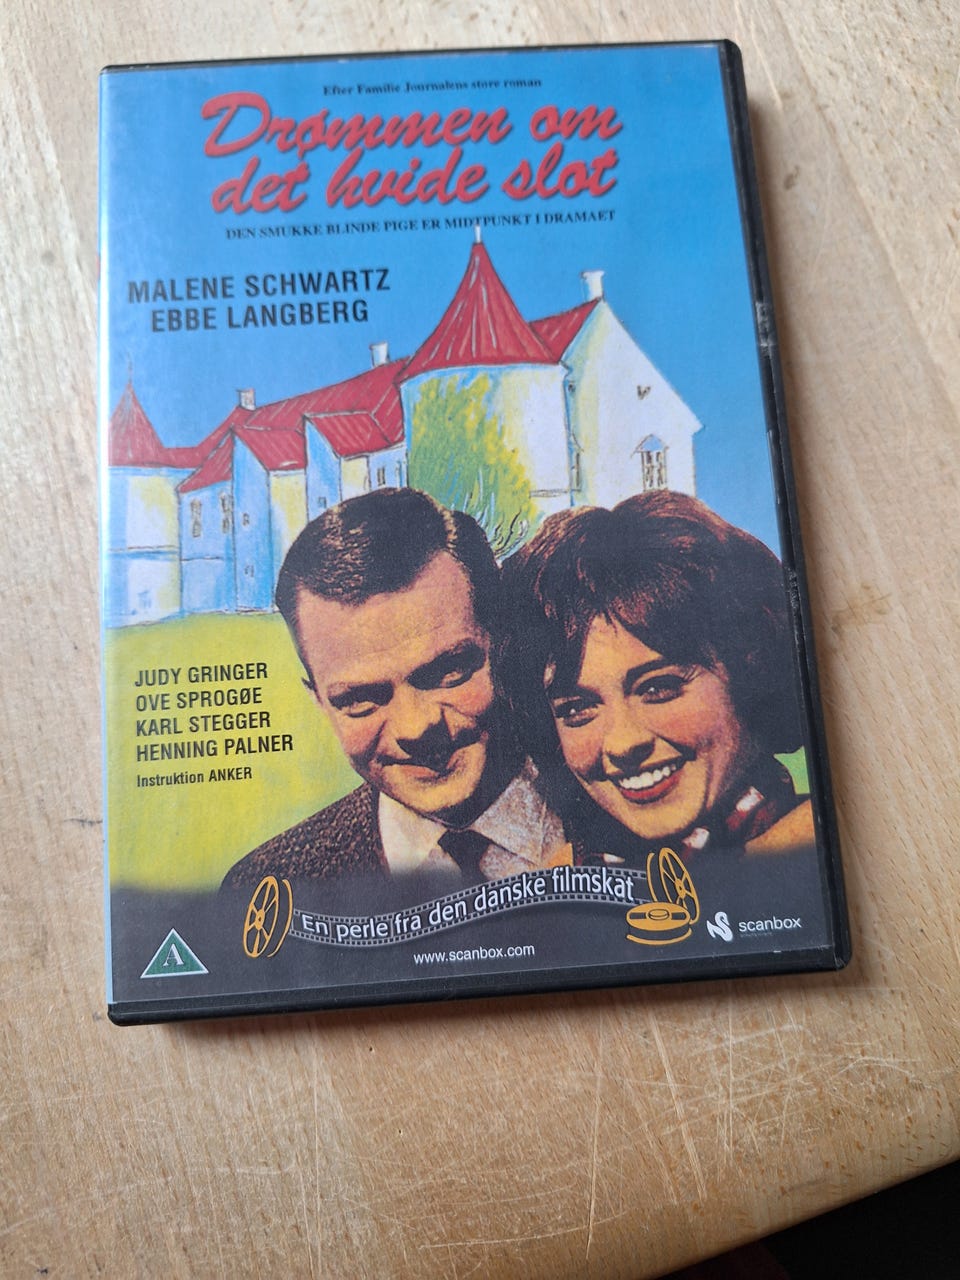 Efter Familie Journalens store roman
Drømmen om
det hvide slot
DEN SMUKKE BLINDE PIGE ER MIDTPUNKT I DRAMAET
MALENE SCHWARTZ
EBBE LANGBERG
JUDY GRINGER
OVE SPROGØE
KARL STEGGER
HENNING PALNER
Instruktion ANKER
En perle fra den danske filmskat
A
www.scanbox.com
scanbox